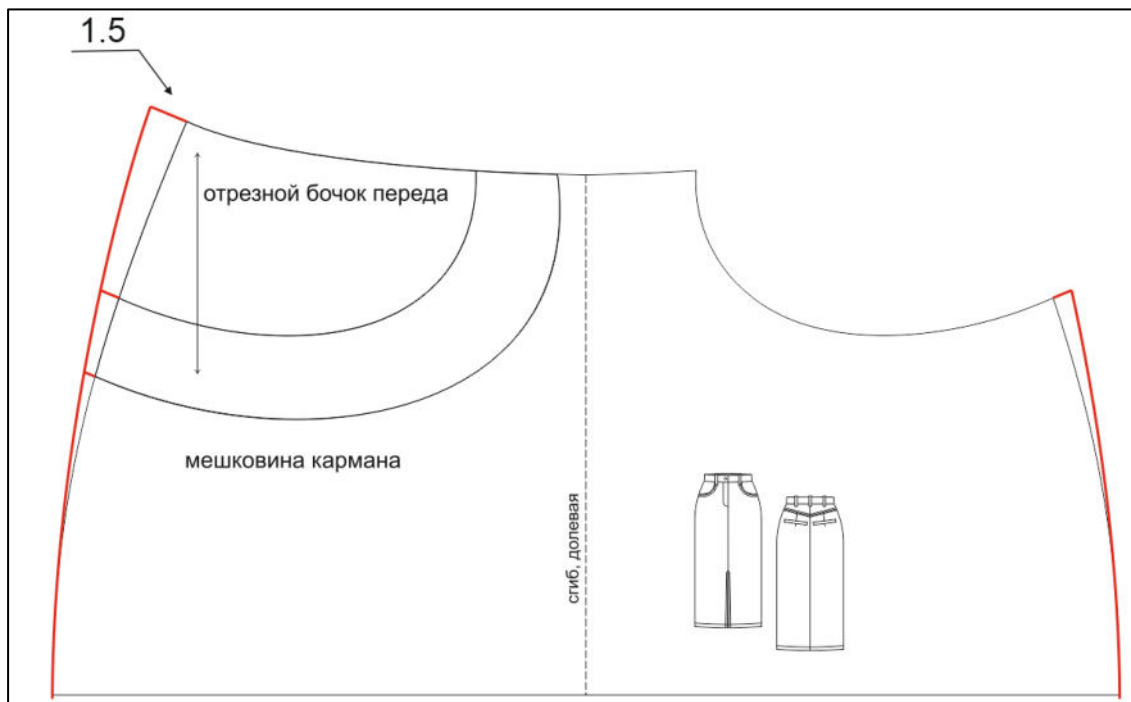 1.5
отрезной бочок переда
мешковина кармана
сгиб, долевая